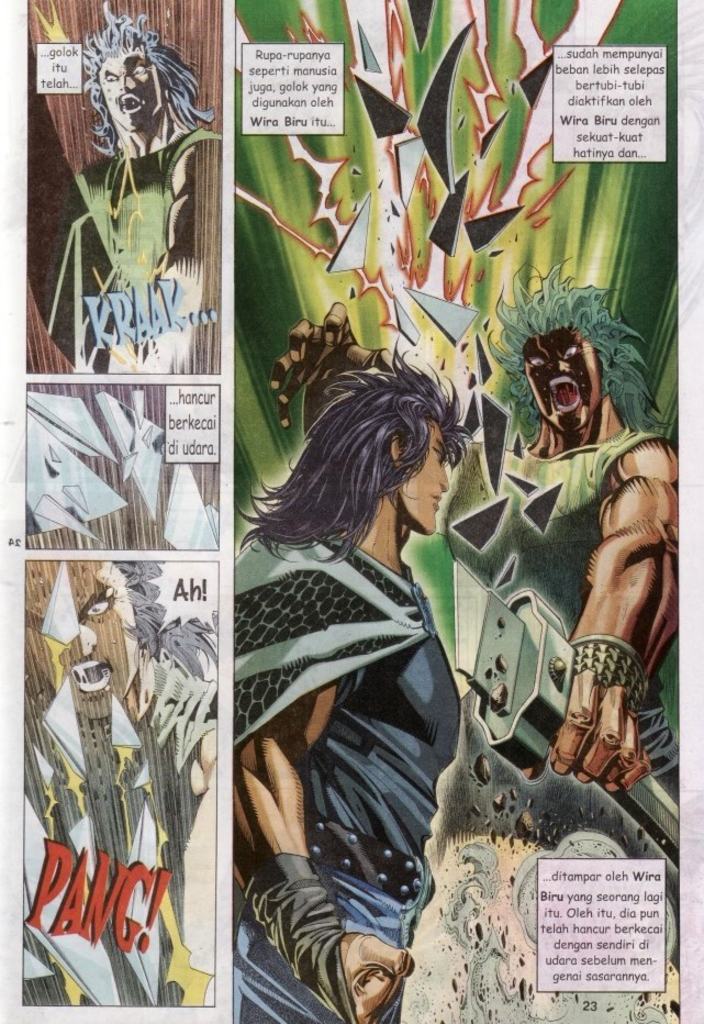 ...golok
itu
telah...
KRAAK...
...hancur
berkecai
di udara.
Ah!
PANG!
Rupa-rupanya
seperti manusia
juga, golok yang
digunakan oleh
Wira Biru itu...
...sudah mempunyai
beban lebih selepas
bertubi-tubi
diaktifkan oleh
Wira Biru dengan
sekuat-kuat
hatinya dan...
...ditampar oleh Wira
Biru yang seorang lagi
itu. Oleh itu, dia pun
telah hancur berkecai
dengan sendiri di
udara sebelum men-
genai sasarannya.
23
24